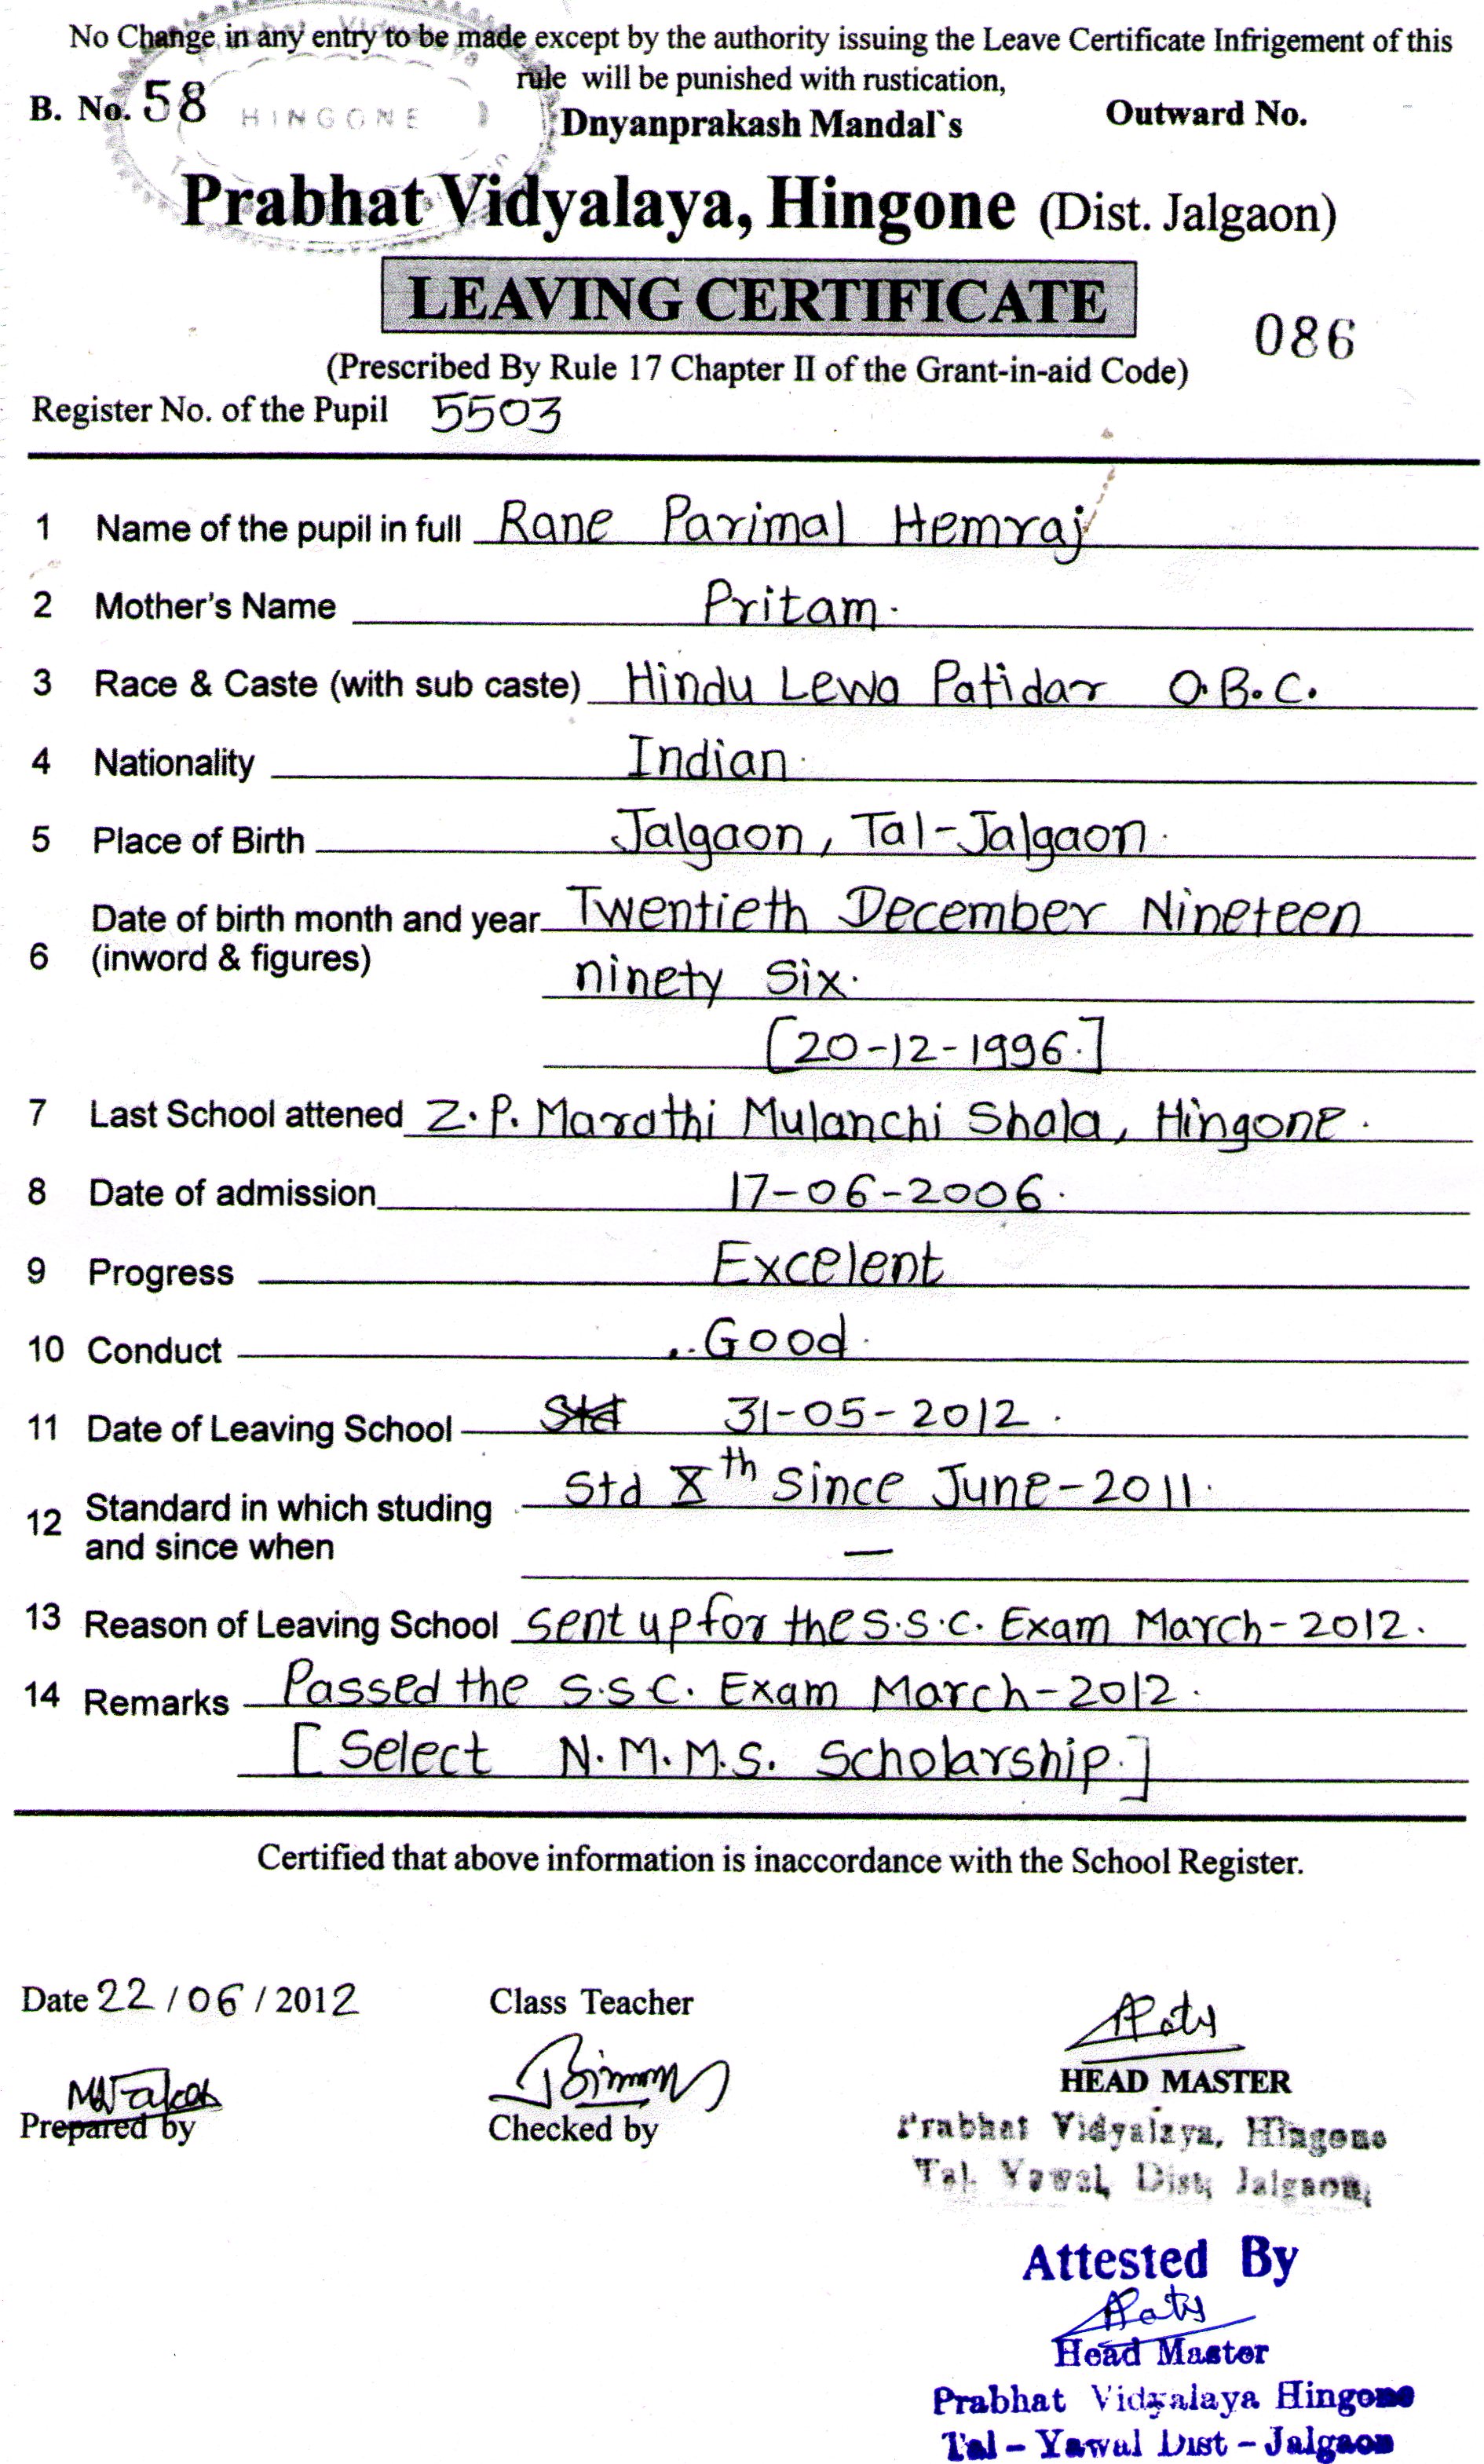 No Change in any entry to be made except by the authority issuing the Leave Certificate Infrigement of this
rule will be punished with rustication,
B. No. 58 HINGONE Dnyanprakash Mandal`s Outward No.
Prabhat Vidyalaya, Hingone (Dist. Jalgaon)
LEAVING CERTIFICATE
086
(Prescribed By Rule 17 Chapter II of the Grant-in-aid Code)
Register No. of the Pupil 5503
1 Name of the pupil in full Rane Parimal Hemraj
2 Mother's Name Pritam.
3 Race & Caste (with sub caste) Hindu Lewa Patidar O.B.C.
4 Nationality Indian.
5 Place of Birth Jalgaon, Tal-Jalgaon.
Date of birth month and year Twentieth December Nineteen
6 (inword & figures) ninety Six.
[20-12-1996.]
7 Last School attened Z.P. Marathi Mulanchi Shala, Hingone.
8 Date of admission 17-06-2006.
9 Progress Excelent
10 Conduct ..Good.
11 Date of Leaving School Std 31-05-2012.
12 Standard in which studing Std Xth Since June-2011.
and since when —
13 Reason of Leaving School sent up for the S.S.C. Exam March-2012.
14 Remarks Passed the S.S.C. Exam March-2012.
[Select N.M.M.S. Scholarship.]
Certified that above information is inaccordance with the School Register.
Date 22/06/2012 Class Teacher
HEAD MASTER
Prepared by Checked by
Prabhat Vidyalaya, Hingone
Tal. Yawal, Dist; Jalgaon,
Attested By
Head Master
Prabhat Vidyalaya Hingone
Tal - Yawal Dist - Jalgaon